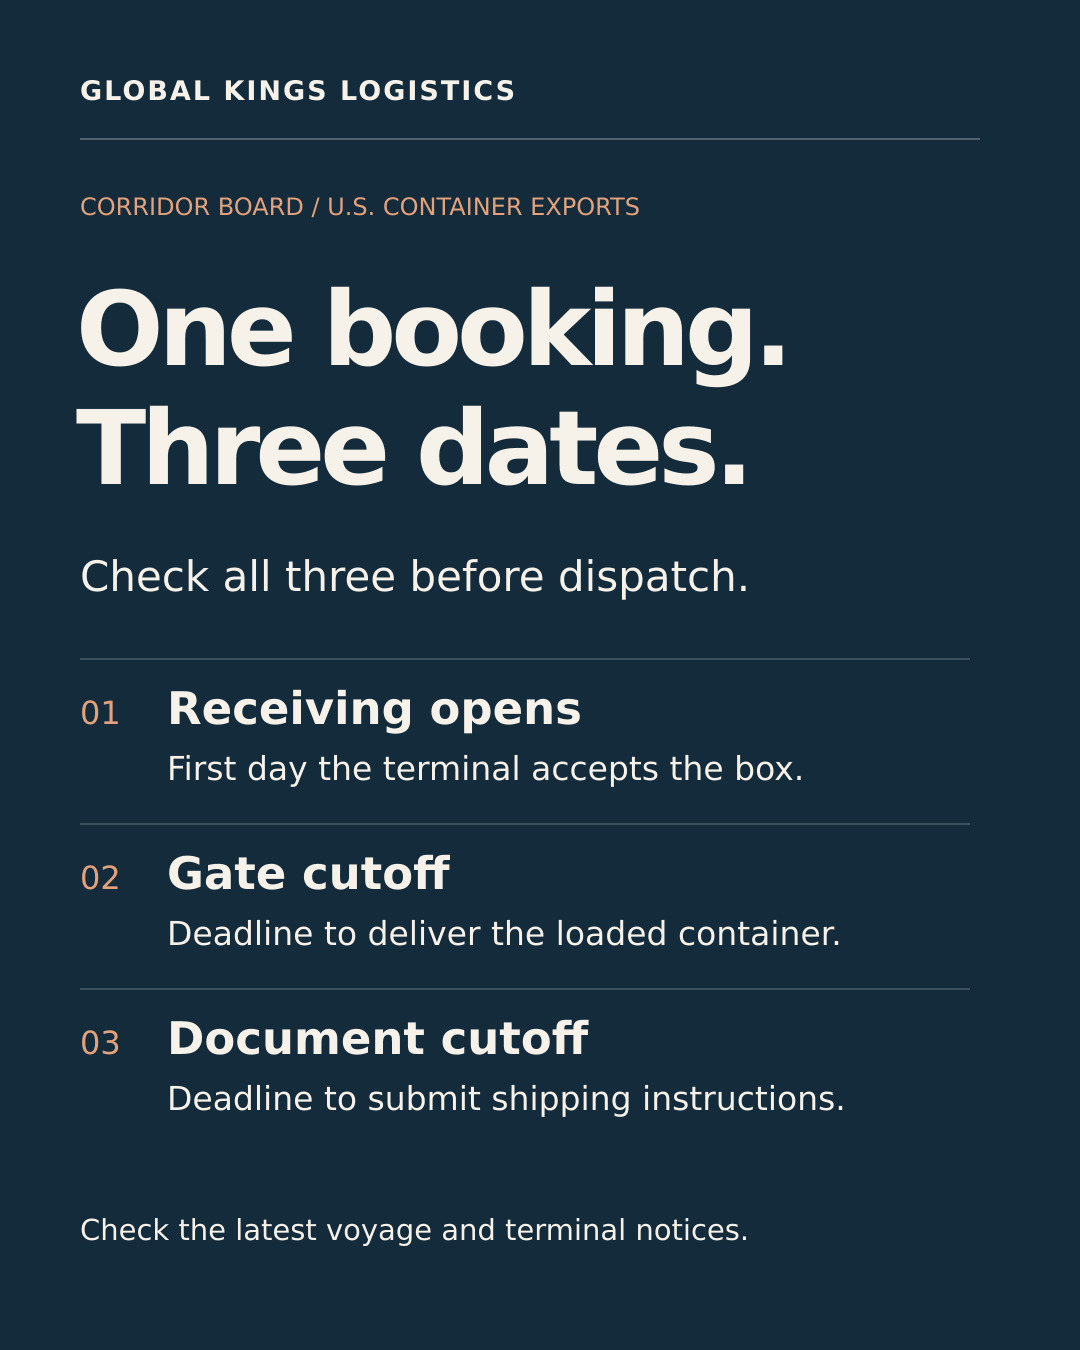 GLOBAL KINGS LOGISTICS
CORRIDOR BOARD / U.S. CONTAINER EXPORTS
One booking.
Three dates.
Check all three before dispatch.
01 Receiving opens
First day the terminal accepts the box.
02 Gate cutoff
Deadline to deliver the loaded container.
03 Document cutoff
Deadline to submit shipping instructions.
Check the latest voyage and terminal notices.